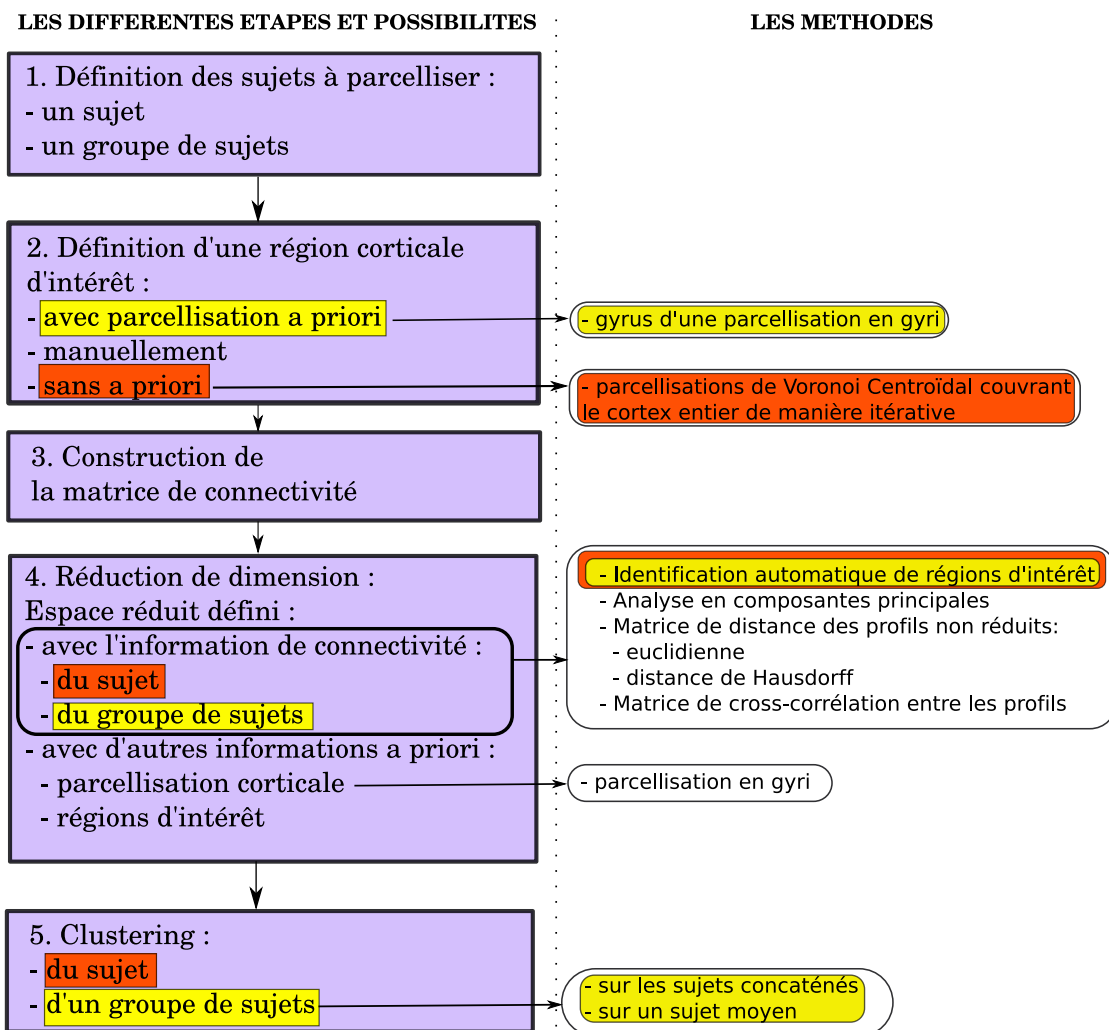 LES DIFFERENTES ETAPES ET POSSIBILITES
LES METHODES
1. Définition des sujets à parcelliser :
- un sujet
- un groupe de sujets
2. Définition d'une région corticale
d'intérêt :
- avec parcellisation a priori
- gyrus d'une parcellisation en gyri
- manuellement
- sans a priori
- parcellisations de Voronoi Centroïdal couvrant
le cortex entier de manière itérative
3. Construction de
la matrice de connectivité
4. Réduction de dimension :
Espace réduit défini :
- avec l'information de connectivité :
- du sujet
- du groupe de sujets
- Identification automatique de régions d'intérêt
- Analyse en composantes principales
- Matrice de distance des profils non réduits:
- euclidienne
- distance de Hausdorff
- Matrice de cross-corrélation entre les profils
- avec d'autres informations a priori :
- parcellisation corticale
- parcellisation en gyri
- régions d'intérêt
5. Clustering :
- du sujet
- d'un groupe de sujets
- sur les sujets concaténés
- sur un sujet moyen